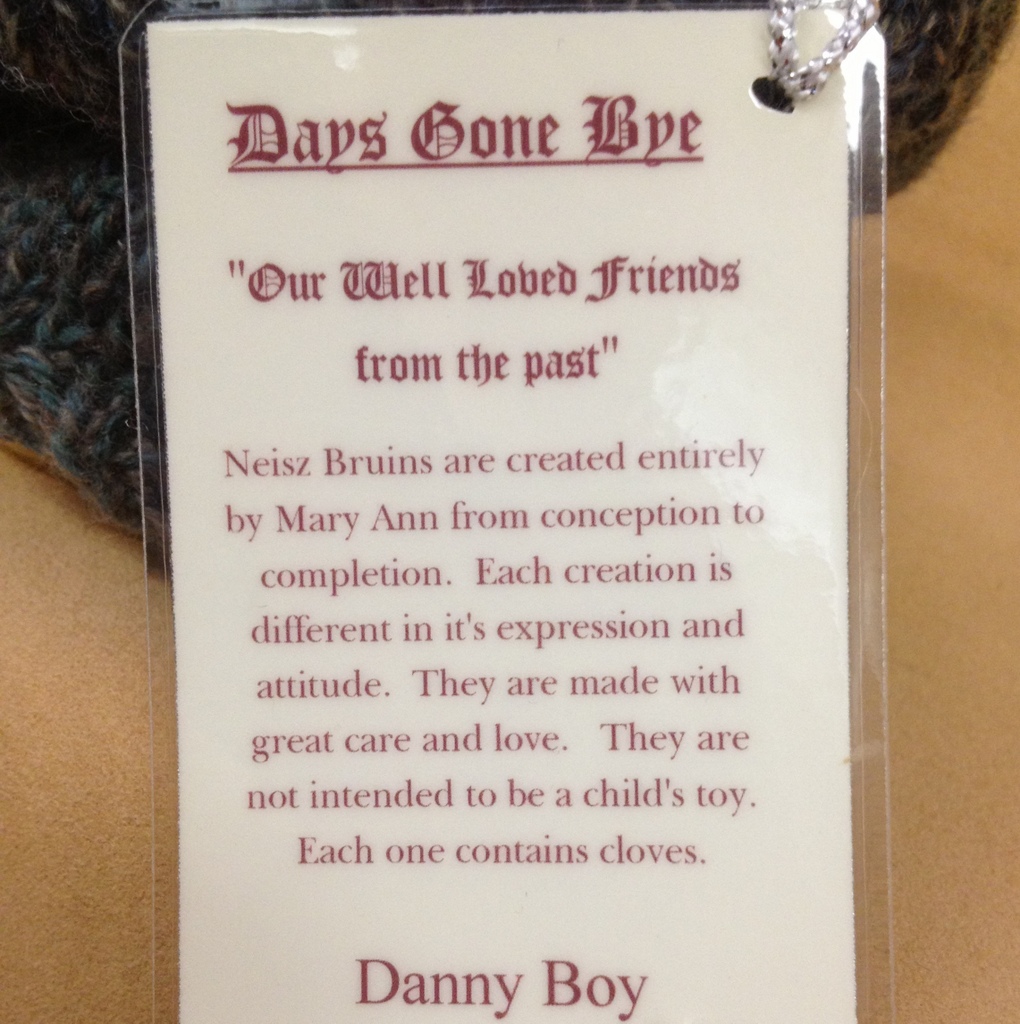 Days Gone Bye
"Our Well Loved Friends
from the past"
Neisz Bruins are created entirely
by Mary Ann from conception to
completion.  Each creation is
different in it's expression and
attitude.  They are made with
great care and love.   They are
not intended to be a child's toy.
Each one contains cloves.
Danny Boy